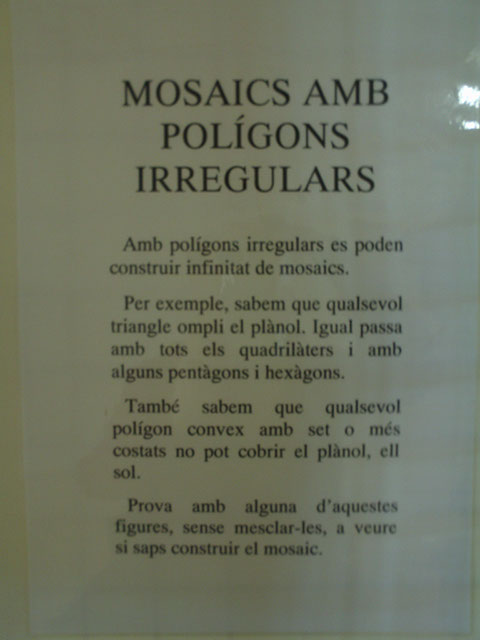 MOSAICS AMB
POLÍGONS
IRREGULARS
Amb polígons irregulars es poden
construir infinitat de mosaics.
Per exemple, sabem que qualsevol
triangle ompli el plànol. Igual passa
amb tots els quadrilàters i amb
alguns pentàgons i hexàgons.
També sabem que qualsevol
polígon convex amb set o més
costats no pot cobrir el plànol, ell
sol.
Prova amb alguna d'aquestes
figures, sense mesclar-les, a veure
si saps construir el mosaic.